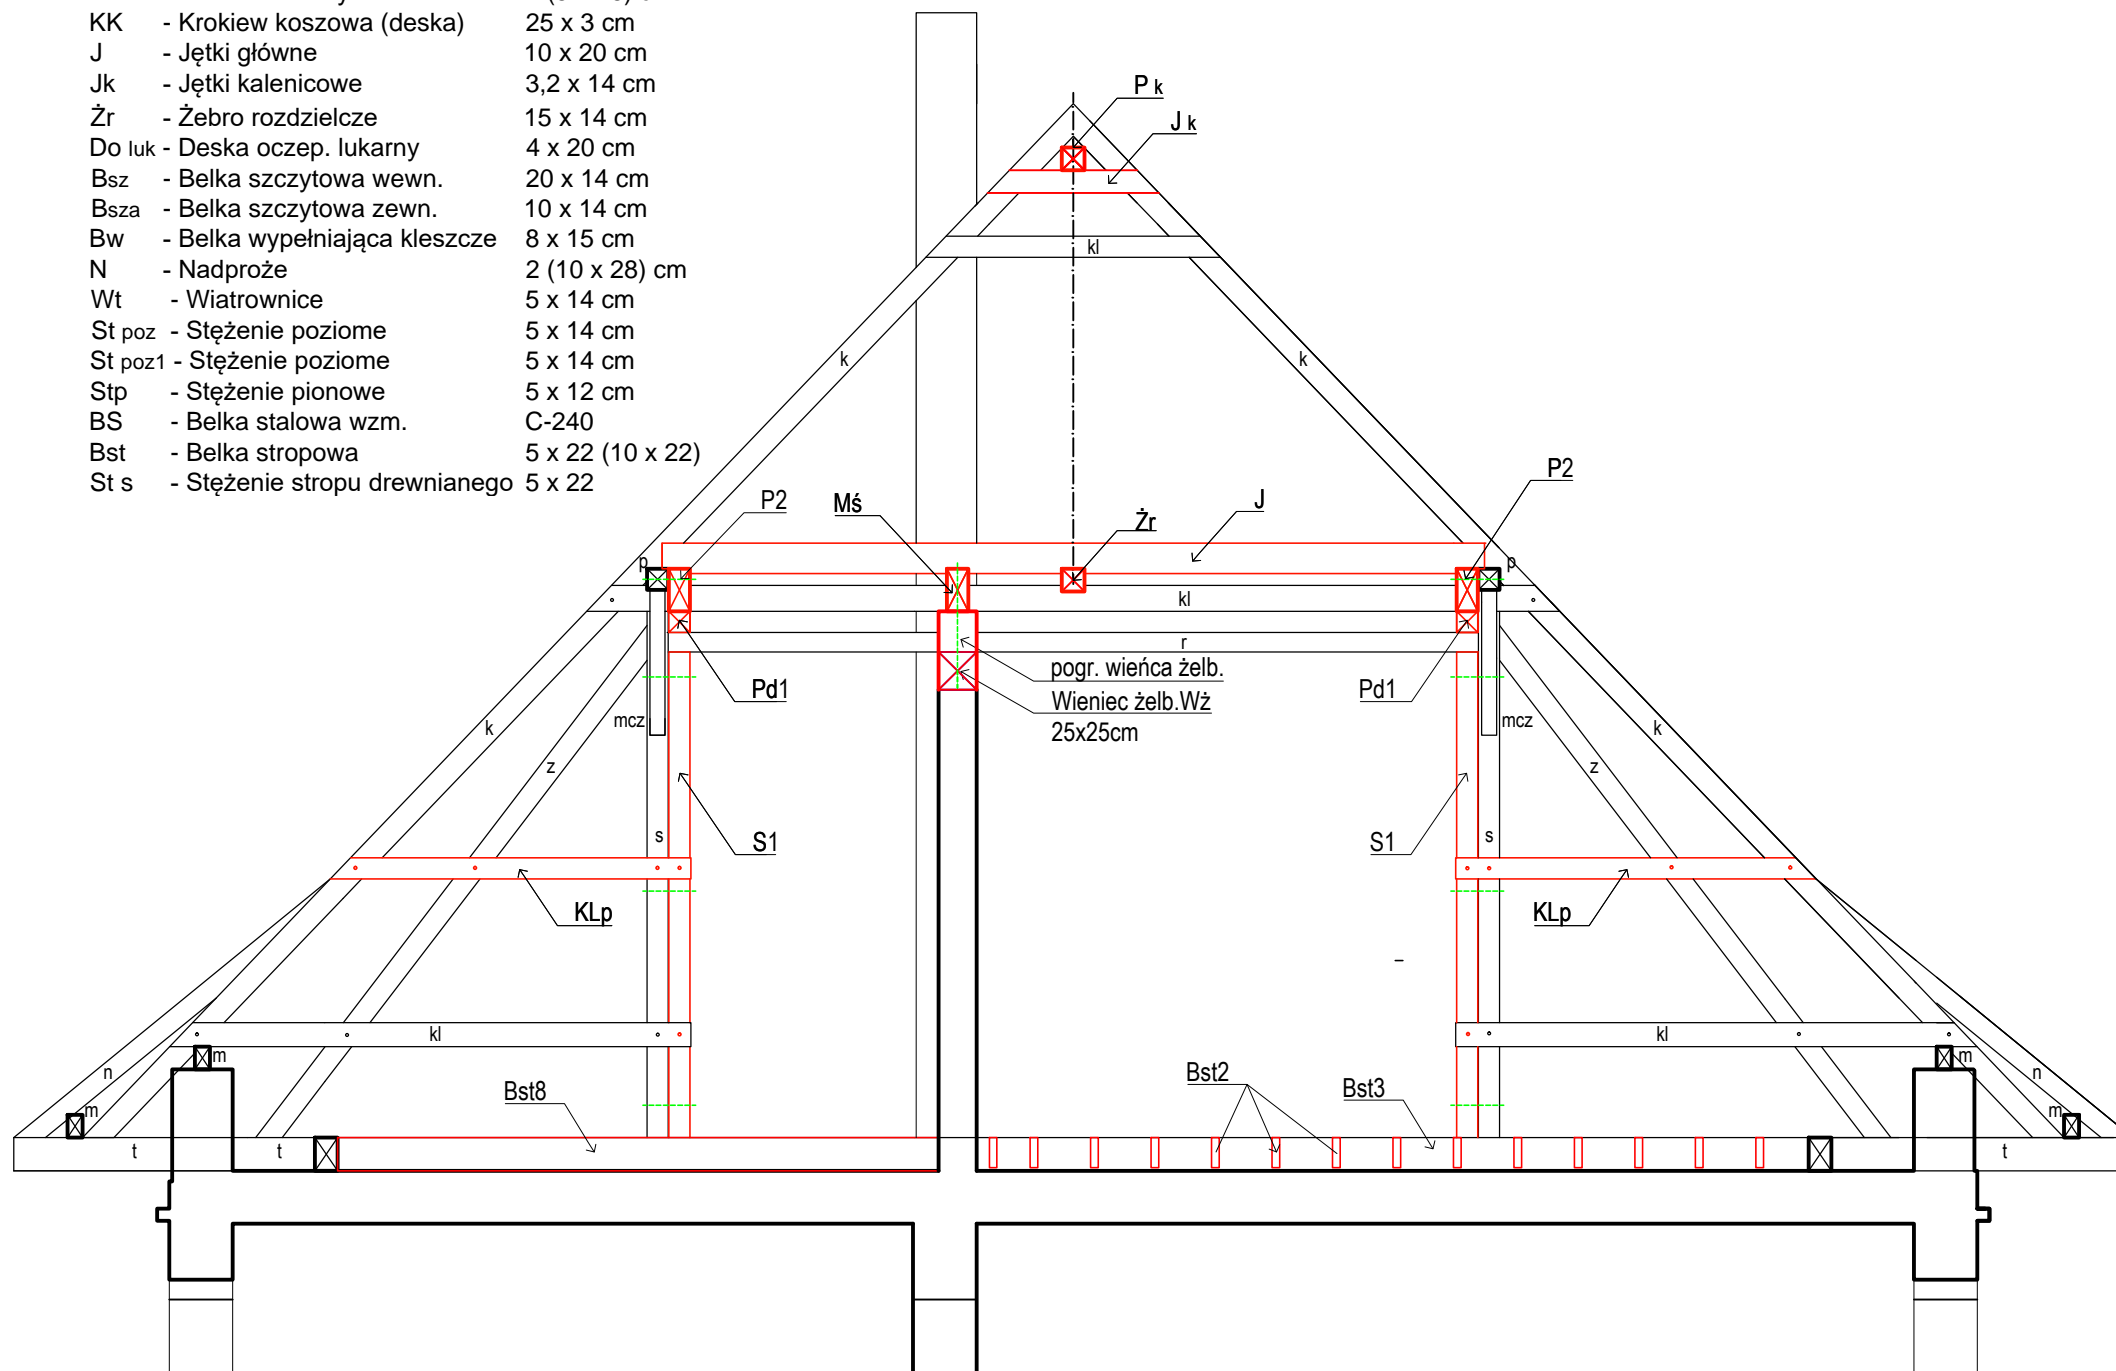 KK - Krokiew koszowa (deska) 25 x 3 cm
J - Jętki główne 10 x 20 cm
Jk - Jętki kalenicowe 3,2 x 14 cm
Żr - Żebro rozdzielcze 15 x 14 cm
Do luk - Deska oczep. lukarny 4 x 20 cm
Bsz - Belka szczytowa wewn. 20 x 14 cm
Bsza - Belka szczytowa zewn. 10 x 14 cm
Bw - Belka wypełniająca kleszcze 8 x 15 cm
N - Nadproże 2 (10 x 28) cm
Wt - Wiatrownice 5 x 14 cm
St poz - Stężenie poziome 5 x 14 cm
St poz1 - Stężenie poziome 5 x 14 cm
Stp - Stężenie pionowe 5 x 12 cm
BS - Belka stalowa wzm. C-240
Bst - Belka stropowa 5 x 22 (10 x 22)
St s - Stężenie stropu drewnianego 5 x 22
P k
J k
kl
k k
P2 Mś Żr J P2
p p
kl
r
pogr. wieńca żelb.
Pd1 Wieniec żelb.Wż Pd1
25x25cm
mcz mcz
k k
z z
s S1 S1 s
KLp KLp
kl kl
m m
n n
m m
Bst8 Bst2 Bst3
t t t